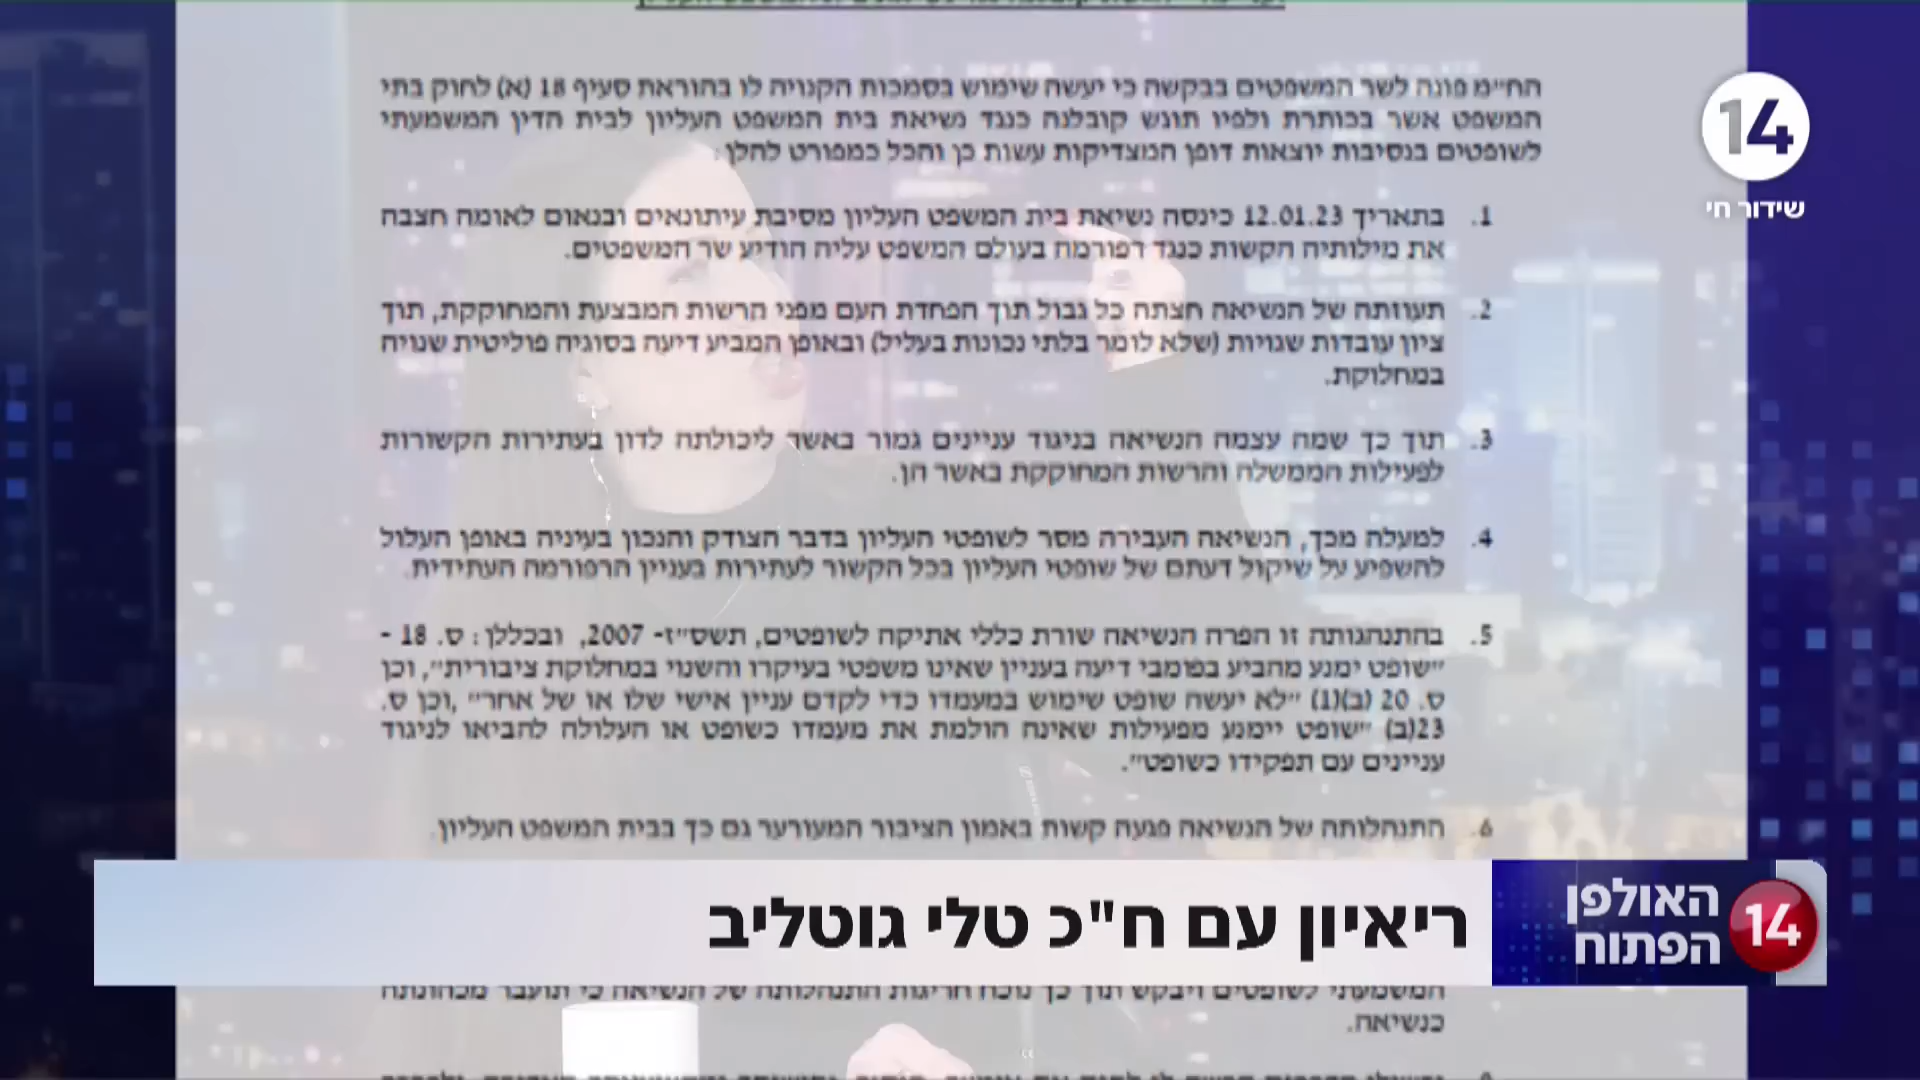 הח"מ פונה לשר המשפטים בבקשה כי יעשה שימוש בסמכות הקנויה לו בהוראת סעיף 18 (א) לחוק בתי
המשפט אשר בכותרת ולפיו תוגש קובלנה כנגד נשיאת בית המשפט העליון לבית הדין המשמעתי
לשופטים בנסיבות יוצאות דופן המצדיקות עשות כן והכל כמפורט להלן:
1. בתאריך 12.01.23 כינסה נשיאת בית המשפט העליון מסיבת עיתונאים ובנאום לאומה חצבה
את מילותיה הקשות כנגד רפורמה בעולם המשפט עליה הודיע שר המשפטים.
2. תעוזתה של הנשיאה חצתה כל גבול תוך הפחדת העם מפני הרשות המבצעת והמחוקקת, תוך
ציון עובדות שגויות (שלא לומר בלתי נכונות בעליל) ובאופן המביע דיעה בסוגיה פוליטית שנויה
במחלוקת.
3. תוך כך שמה עצמה הנשיאה בניגוד עניינים גמור באשר ליכולתה לדון בעתירות הקשורות
לפעילות הממשלה והרשות המחוקקת באשר הן.
4. למעלה מכך, הנשיאה העבירה מסר לשופטי העליון בדבר הצודק והנכון בעיניה באופן העלול
להשפיע על שיקול דעתם של שופטי העליון בכל הקשור לעתירות בעניין הרפורמה העתידית.
5. בהתנהגותה זו הפרה הנשיאה שורת כללי אתיקה לשופטים, תשס"ז- 2007, ובכללן: ס. 18 -
"שופט ימנע מהביע בפומבי דיעה בעניין שאינו משפטי בעיקרו והשנוי במחלוקת ציבורית", וכן
ס. 20 (ב)(1) "לא יעשה שופט שימוש במעמדו כדי לקדם עניין אישי שלו או של אחר" ,וכן ס.
23(ב) "שופט יימנע מפעילות שאינה הולמת את מעמדו כשופט או העלולה להביאו לניגוד
עניינים עם תפקידו כשופט".
6. התנהלותה של הנשיאה פגעה קשות באמון הציבור המעורער גם כך בבית המשפט העליון.
המשמעתי לשופטים ויבקש תוך כך נוכח חריגות התנהלותה של הנשיאה כי תועבר מכהונתה
כנשיאה.
14
שידור חי
ריאיון עם ח"כ טלי גוטליב
האולפן
הפתוח
14